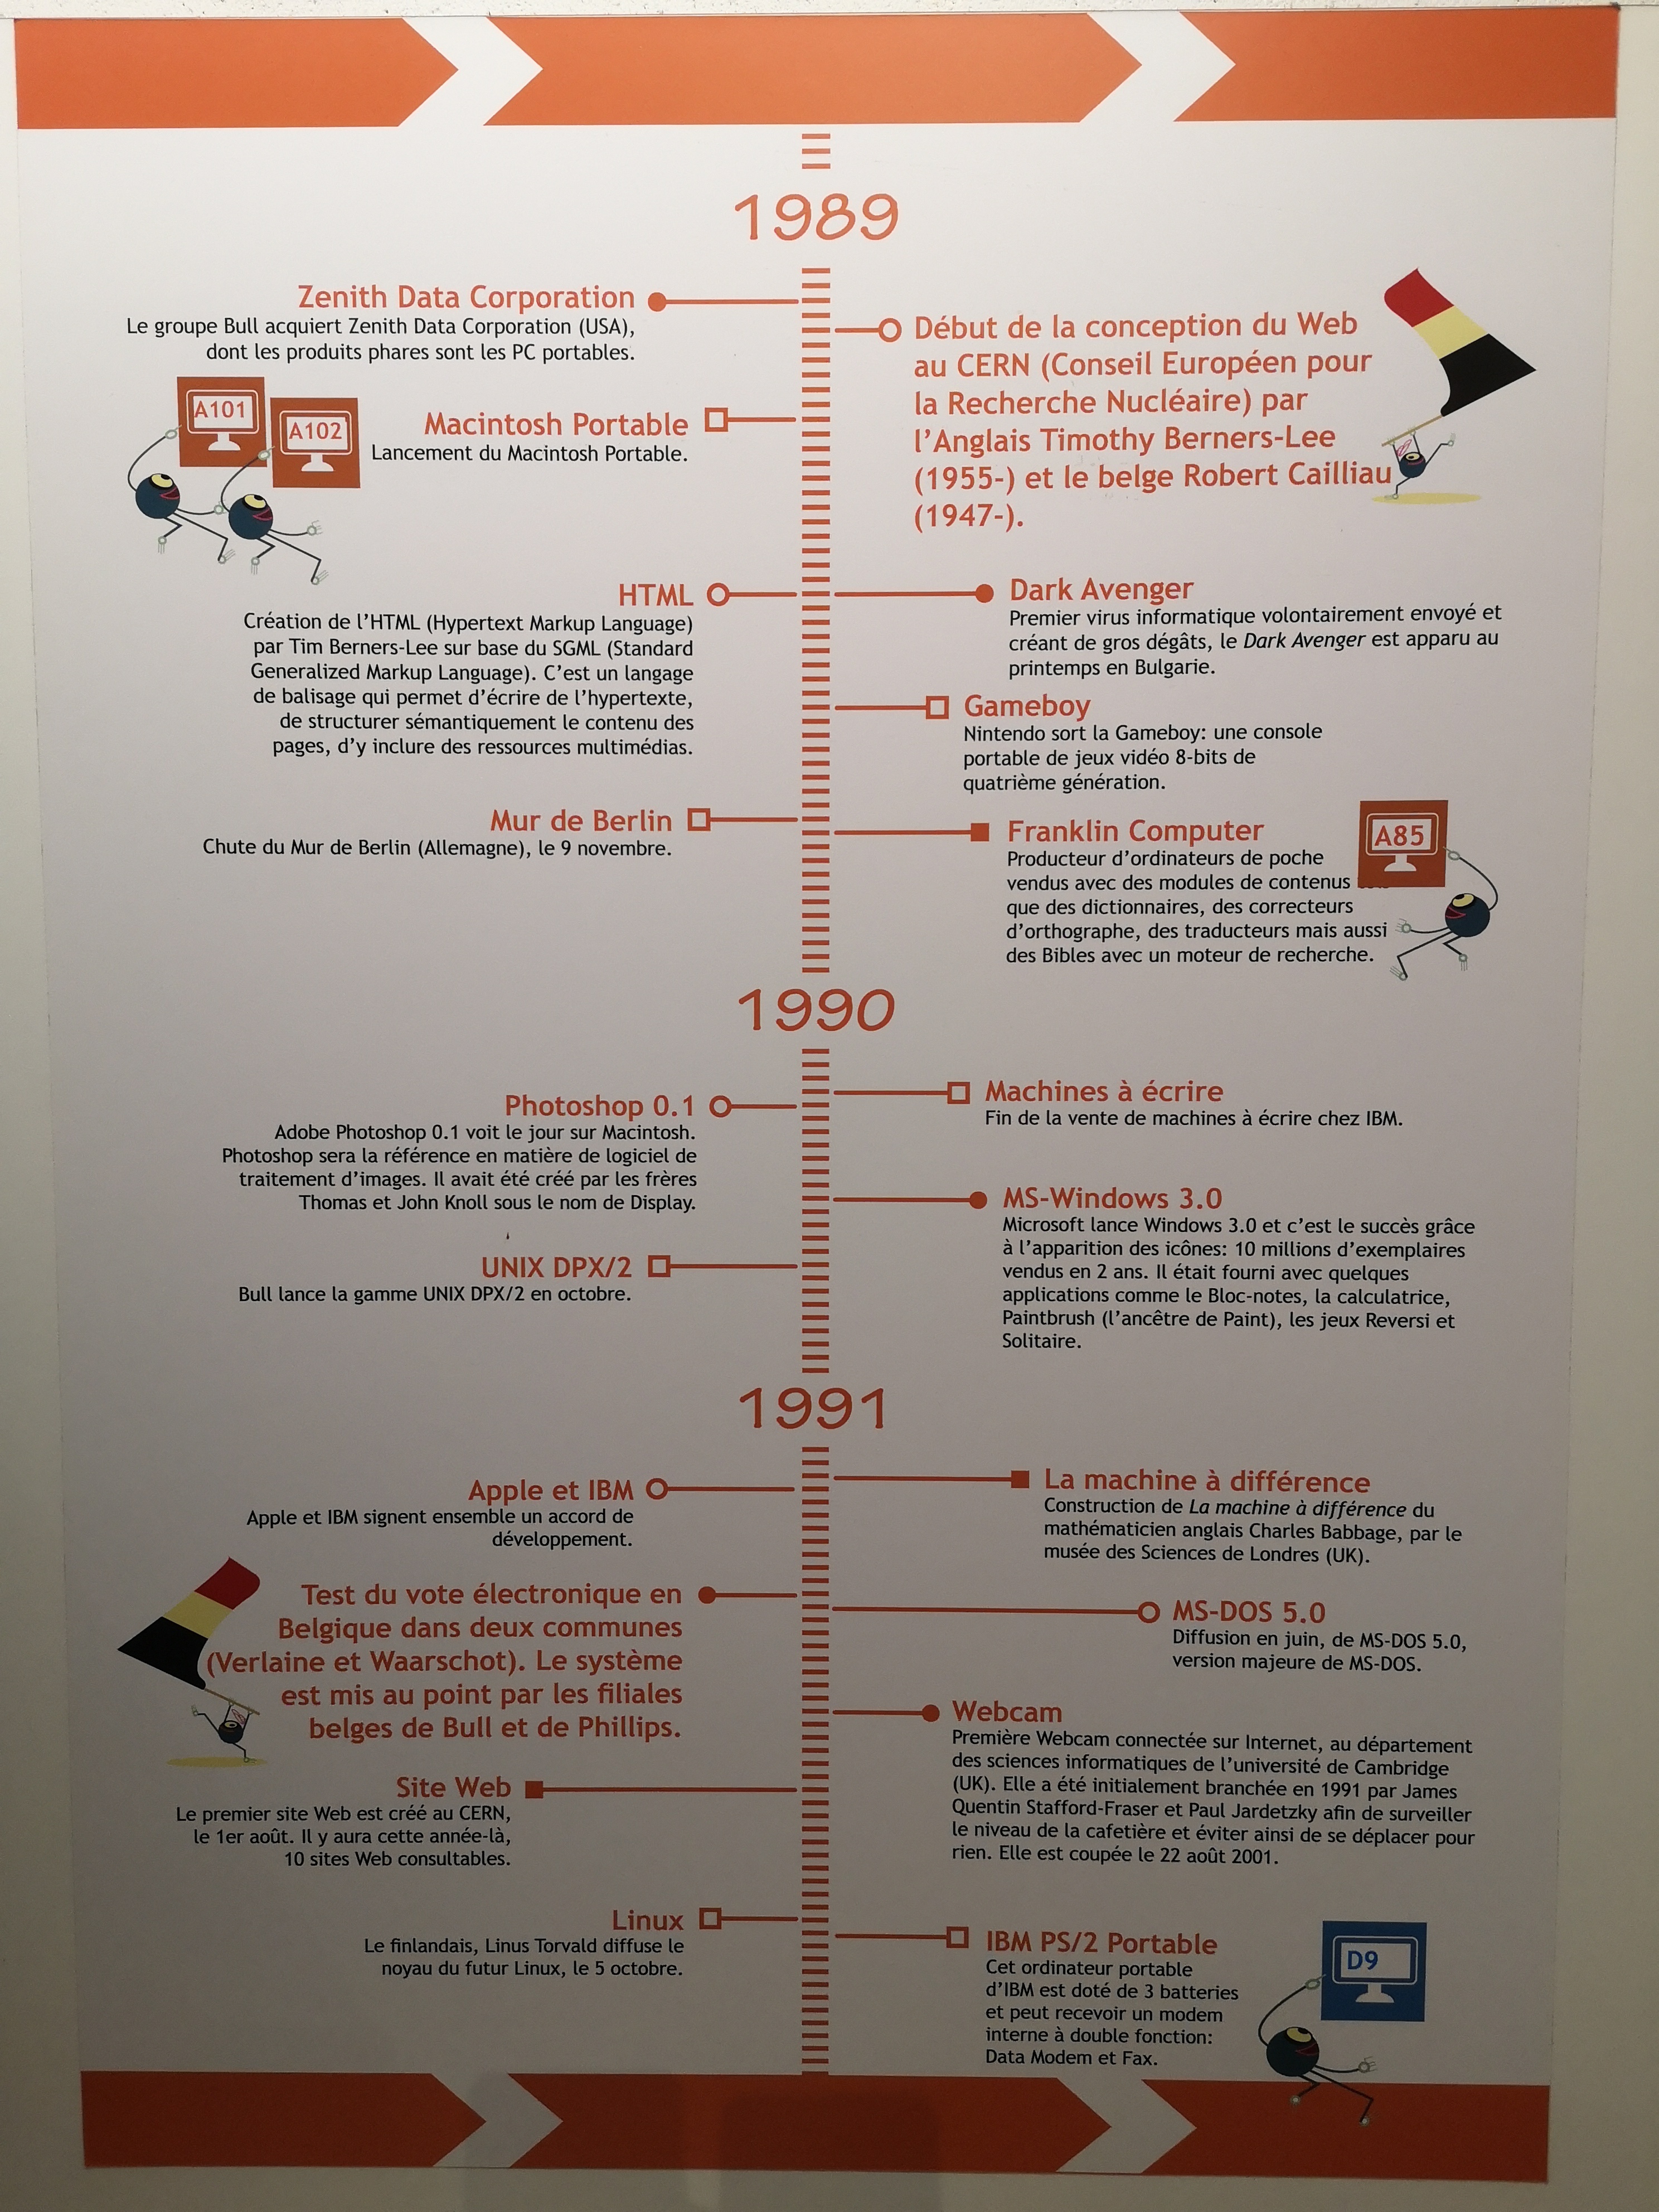 1989
Zenith Data Corporation
Le groupe Bull acquiert Zenith Data Corporation (USA),
dont les produits phares sont les PC portables.
Début de la conception du Web
au CERN (Conseil Européen pour
la Recherche Nucléaire) par
l'Anglais Timothy Berners-Lee
(1955-) et le belge Robert Cailliau
(1947-).
A101
A102
Macintosh Portable
Lancement du Macintosh Portable.
HTML
Création de l'HTML (Hypertext Markup Language)
par Tim Berners-Lee sur base du SGML (Standard
Generalized Markup Language). C'est un langage
de balisage qui permet d'écrire de l'hypertexte,
de structurer sémantiquement le contenu des
pages, d'y inclure des ressources multimédias.
Dark Avenger
Premier virus informatique volontairement envoyé et
créant de gros dégâts, le Dark Avenger est apparu au
printemps en Bulgarie.
Gameboy
Nintendo sort la Gameboy: une console
portable de jeux vidéo 8-bits de
quatrième génération.
Mur de Berlin
Chute du Mur de Berlin (Allemagne), le 9 novembre.
Franklin Computer
Producteur d'ordinateurs de poche
vendus avec des modules de contenus
que des dictionnaires, des correcteurs
d'orthographe, des traducteurs mais aussi
des Bibles avec un moteur de recherche.
A85
1990
Photoshop 0.1
Adobe Photoshop 0.1 voit le jour sur Macintosh.
Photoshop sera la référence en matière de logiciel de
traitement d'images. Il avait été créé par les frères
Thomas et John Knoll sous le nom de Display.
Machines à écrire
Fin de la vente de machines à écrire chez IBM.
MS-Windows 3.0
Microsoft lance Windows 3.0 et c'est le succès grâce
à l'apparition des icônes: 10 millions d'exemplaires
vendus en 2 ans. Il était fourni avec quelques
applications comme le Bloc-notes, la calculatrice,
Paintbrush (l'ancêtre de Paint), les jeux Reversi et
Solitaire.
UNIX DPX/2
Bull lance la gamme UNIX DPX/2 en octobre.
1991
Apple et IBM
Apple et IBM signent ensemble un accord de
développement.
La machine à différence
Construction de La machine à différence du
mathématicien anglais Charles Babbage, par le
musée des Sciences de Londres (UK).
Test du vote électronique en
Belgique dans deux communes
(Verlaine et Waarschot). Le système
est mis au point par les filiales
belges de Bull et de Phillips.
MS-DOS 5.0
Diffusion en juin, de MS-DOS 5.0,
version majeure de MS-DOS.
Webcam
Première Webcam connectée sur Internet, au département
des sciences informatiques de l'université de Cambridge
(UK). Elle a été initialement branchée en 1991 par James
Quentin Stafford-Fraser et Paul Jardetzky afin de surveiller
le niveau de la cafetière et éviter ainsi de se déplacer pour
rien. Elle est coupée le 22 août 2001.
Site Web
Le premier site Web est créé au CERN,
le 1er août. Il y aura cette année-là,
10 sites Web consultables.
Linux
Le finlandais, Linus Torvald diffuse le
noyau du futur Linux, le 5 octobre.
IBM PS/2 Portable
Cet ordinateur portable
d'IBM est doté de 3 batteries
et peut recevoir un modem
interne à double fonction:
Data Modem et Fax.
D9